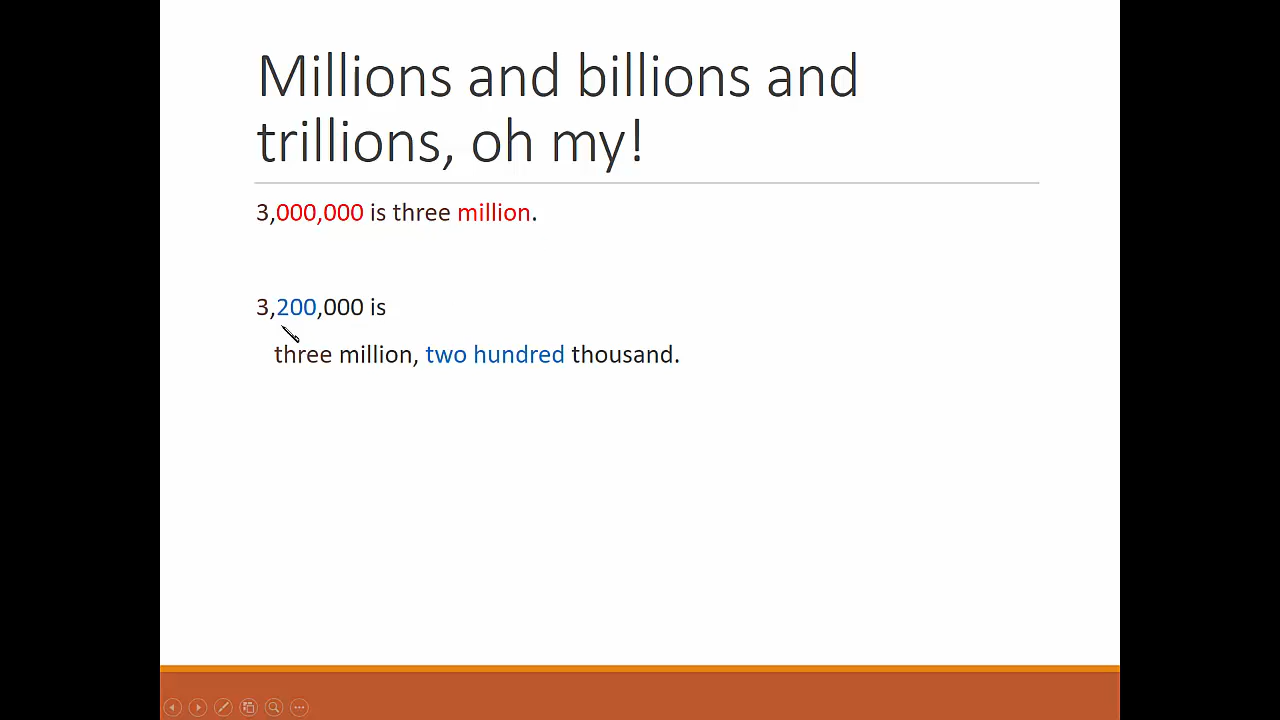 Millions and billions and
trillions, oh my!
3,000,000 is three million.
3,200,000 is
three million, two hundred thousand.